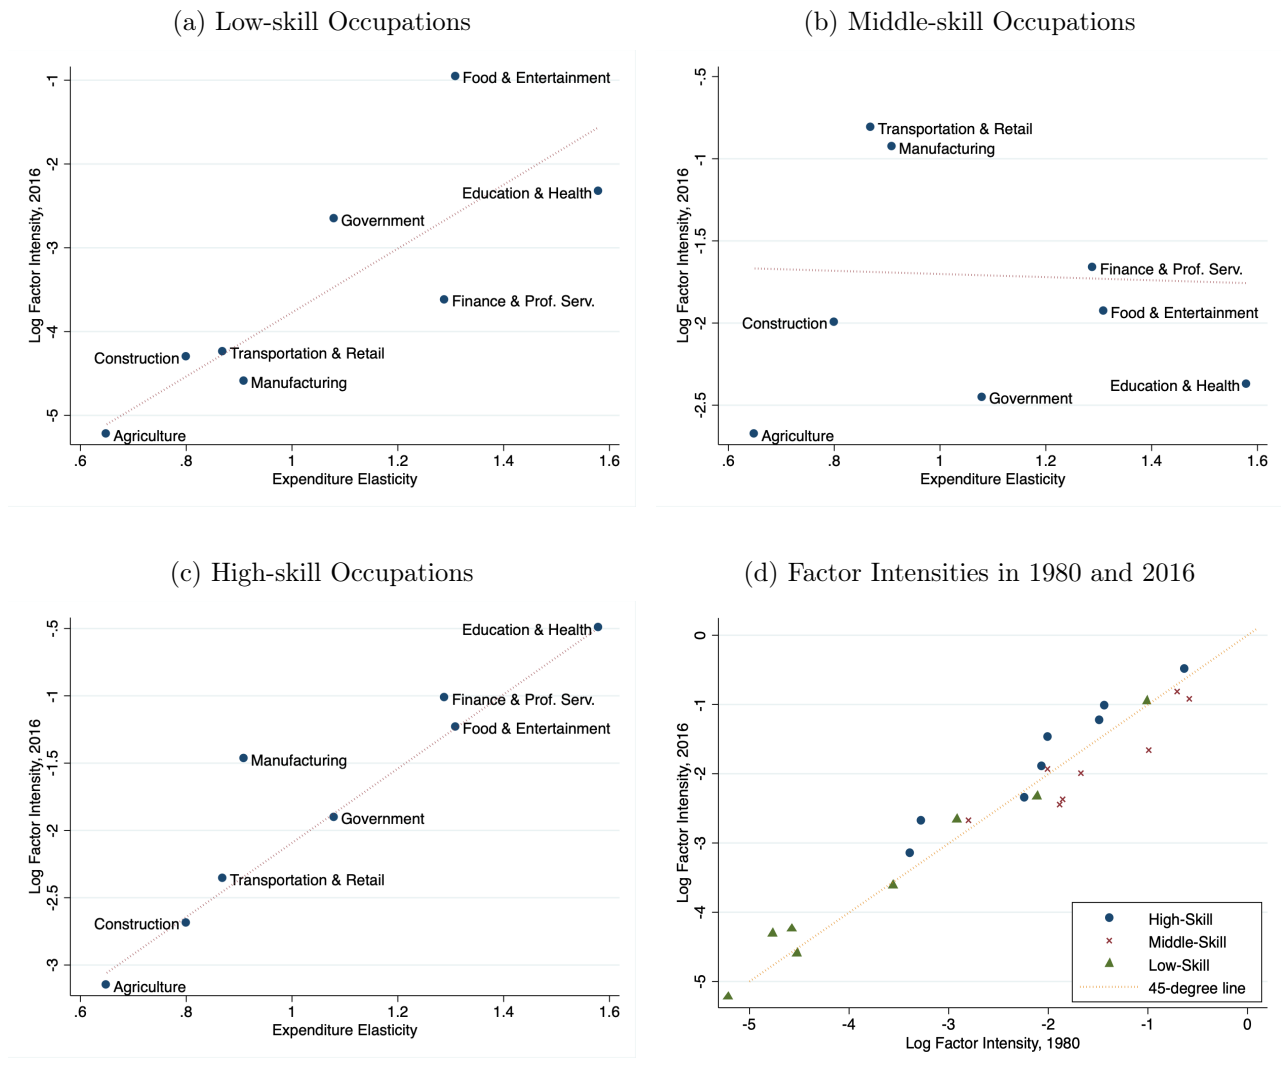 (a) Low-skill Occupations
-1
-2
-3
-4
-5
Log Factor Intensity, 2016
Food & Entertainment
Education & Health
Government
Finance & Prof. Serv.
Construction
Transportation & Retail
Manufacturing
Agriculture
.6 .8 1 1.2 1.4 1.6
Expenditure Elasticity
(b) Middle-skill Occupations
-.5
-1
-1.5
-2
-2.5
Log Factor Intensity, 2016
Transportation & Retail
Manufacturing
Finance & Prof. Serv.
Food & Entertainment
Construction
Education & Health
Government
Agriculture
.6 .8 1 1.2 1.4 1.6
Expenditure Elasticity
(c) High-skill Occupations
-.5
-1
-1.5
-2
-2.5
-3
Log Factor Intensity, 2016
Education & Health
Finance & Prof. Serv.
Food & Entertainment
Manufacturing
Government
Transportation & Retail
Construction
Agriculture
.6 .8 1 1.2 1.4 1.6
Expenditure Elasticity
(d) Factor Intensities in 1980 and 2016
0
-1
-2
-3
-4
-5
Log Factor Intensity, 2016
High-Skill
Middle-Skill
Low-Skill
45-degree line
-5 -4 -3 -2 -1 0
Log Factor Intensity, 1980